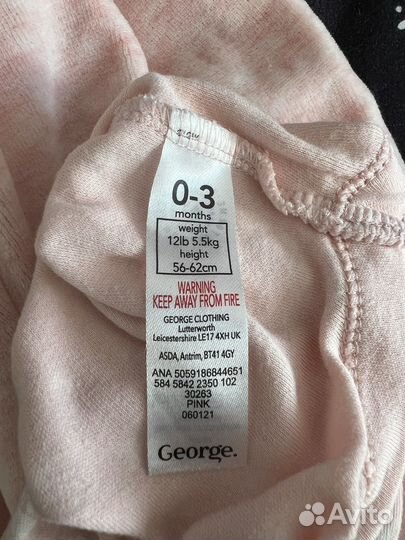 0-3
months
weight
12lb 5.5kg
height
56-62cm
WARNING
KEEP AWAY FROM FIRE
GEORGE CLOTHING
Lutterworth
Leicestershire LE17 4XH UK
ASDA, Antrim, BT41 4GY
ANA 5059186844651
584 5842 2350 102
30263
PINK
060121
George.
Avito